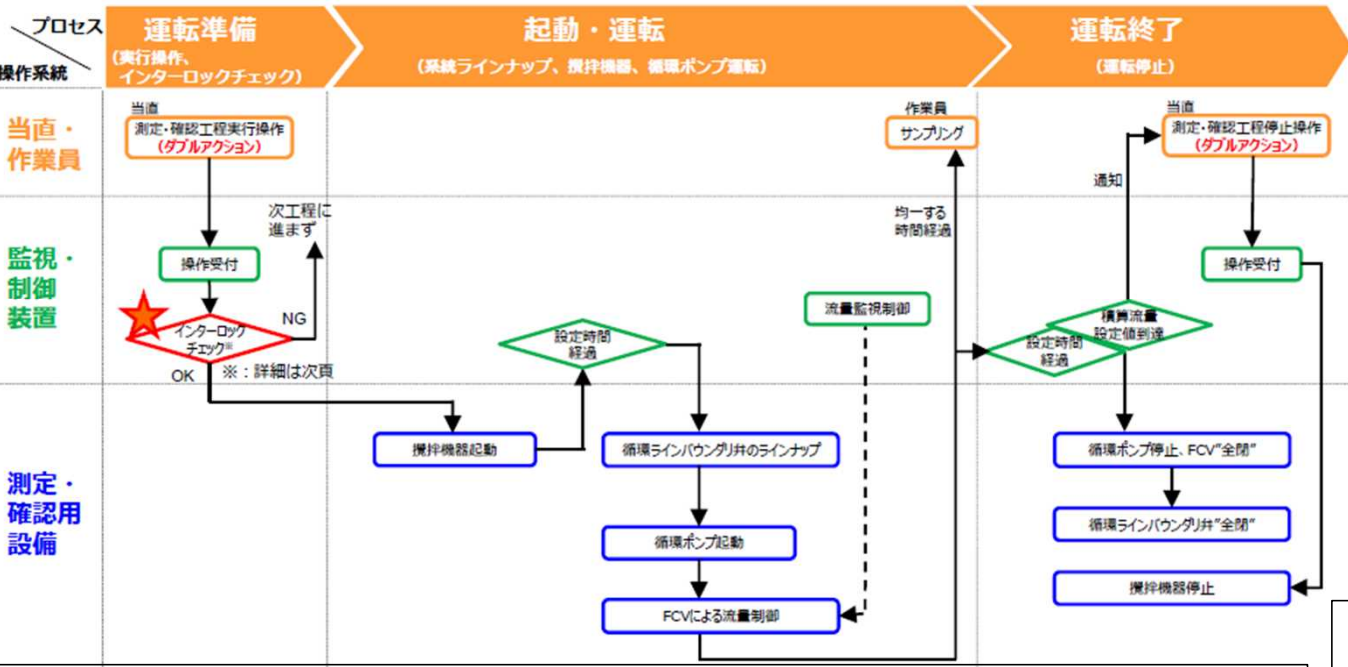 プロセス
操作系統
運転準備
(実行操作、
インターロックチェック)
起動・運転
(系統ラインナップ、攪拌機器、循環ポンプ運転)
運転終了
(運転停止)
当直・
作業員
当直
測定・確認工程実行操作
(ダブルアクション)
作業員
サンプリング
当直
測定・確認工程停止操作
(ダブルアクション)
通知
監視・
制御
装置
次工程に
進まず
操作受付
インターロック
チェック※
NG
OK
※：詳細は次頁
設定時間
経過
流量監視制御
均一する
時間経過
積算流量
設定値到達
設定時間
経過
操作受付
測定・
確認用
設備
攪拌機器起動
循環ラインバウンダリ弁のラインナップ
循環ポンプ起動
FCVによる流量制御
循環ポンプ停止、FCV"全閉"
循環ラインバウンダリ弁"全閉"
攪拌機器停止